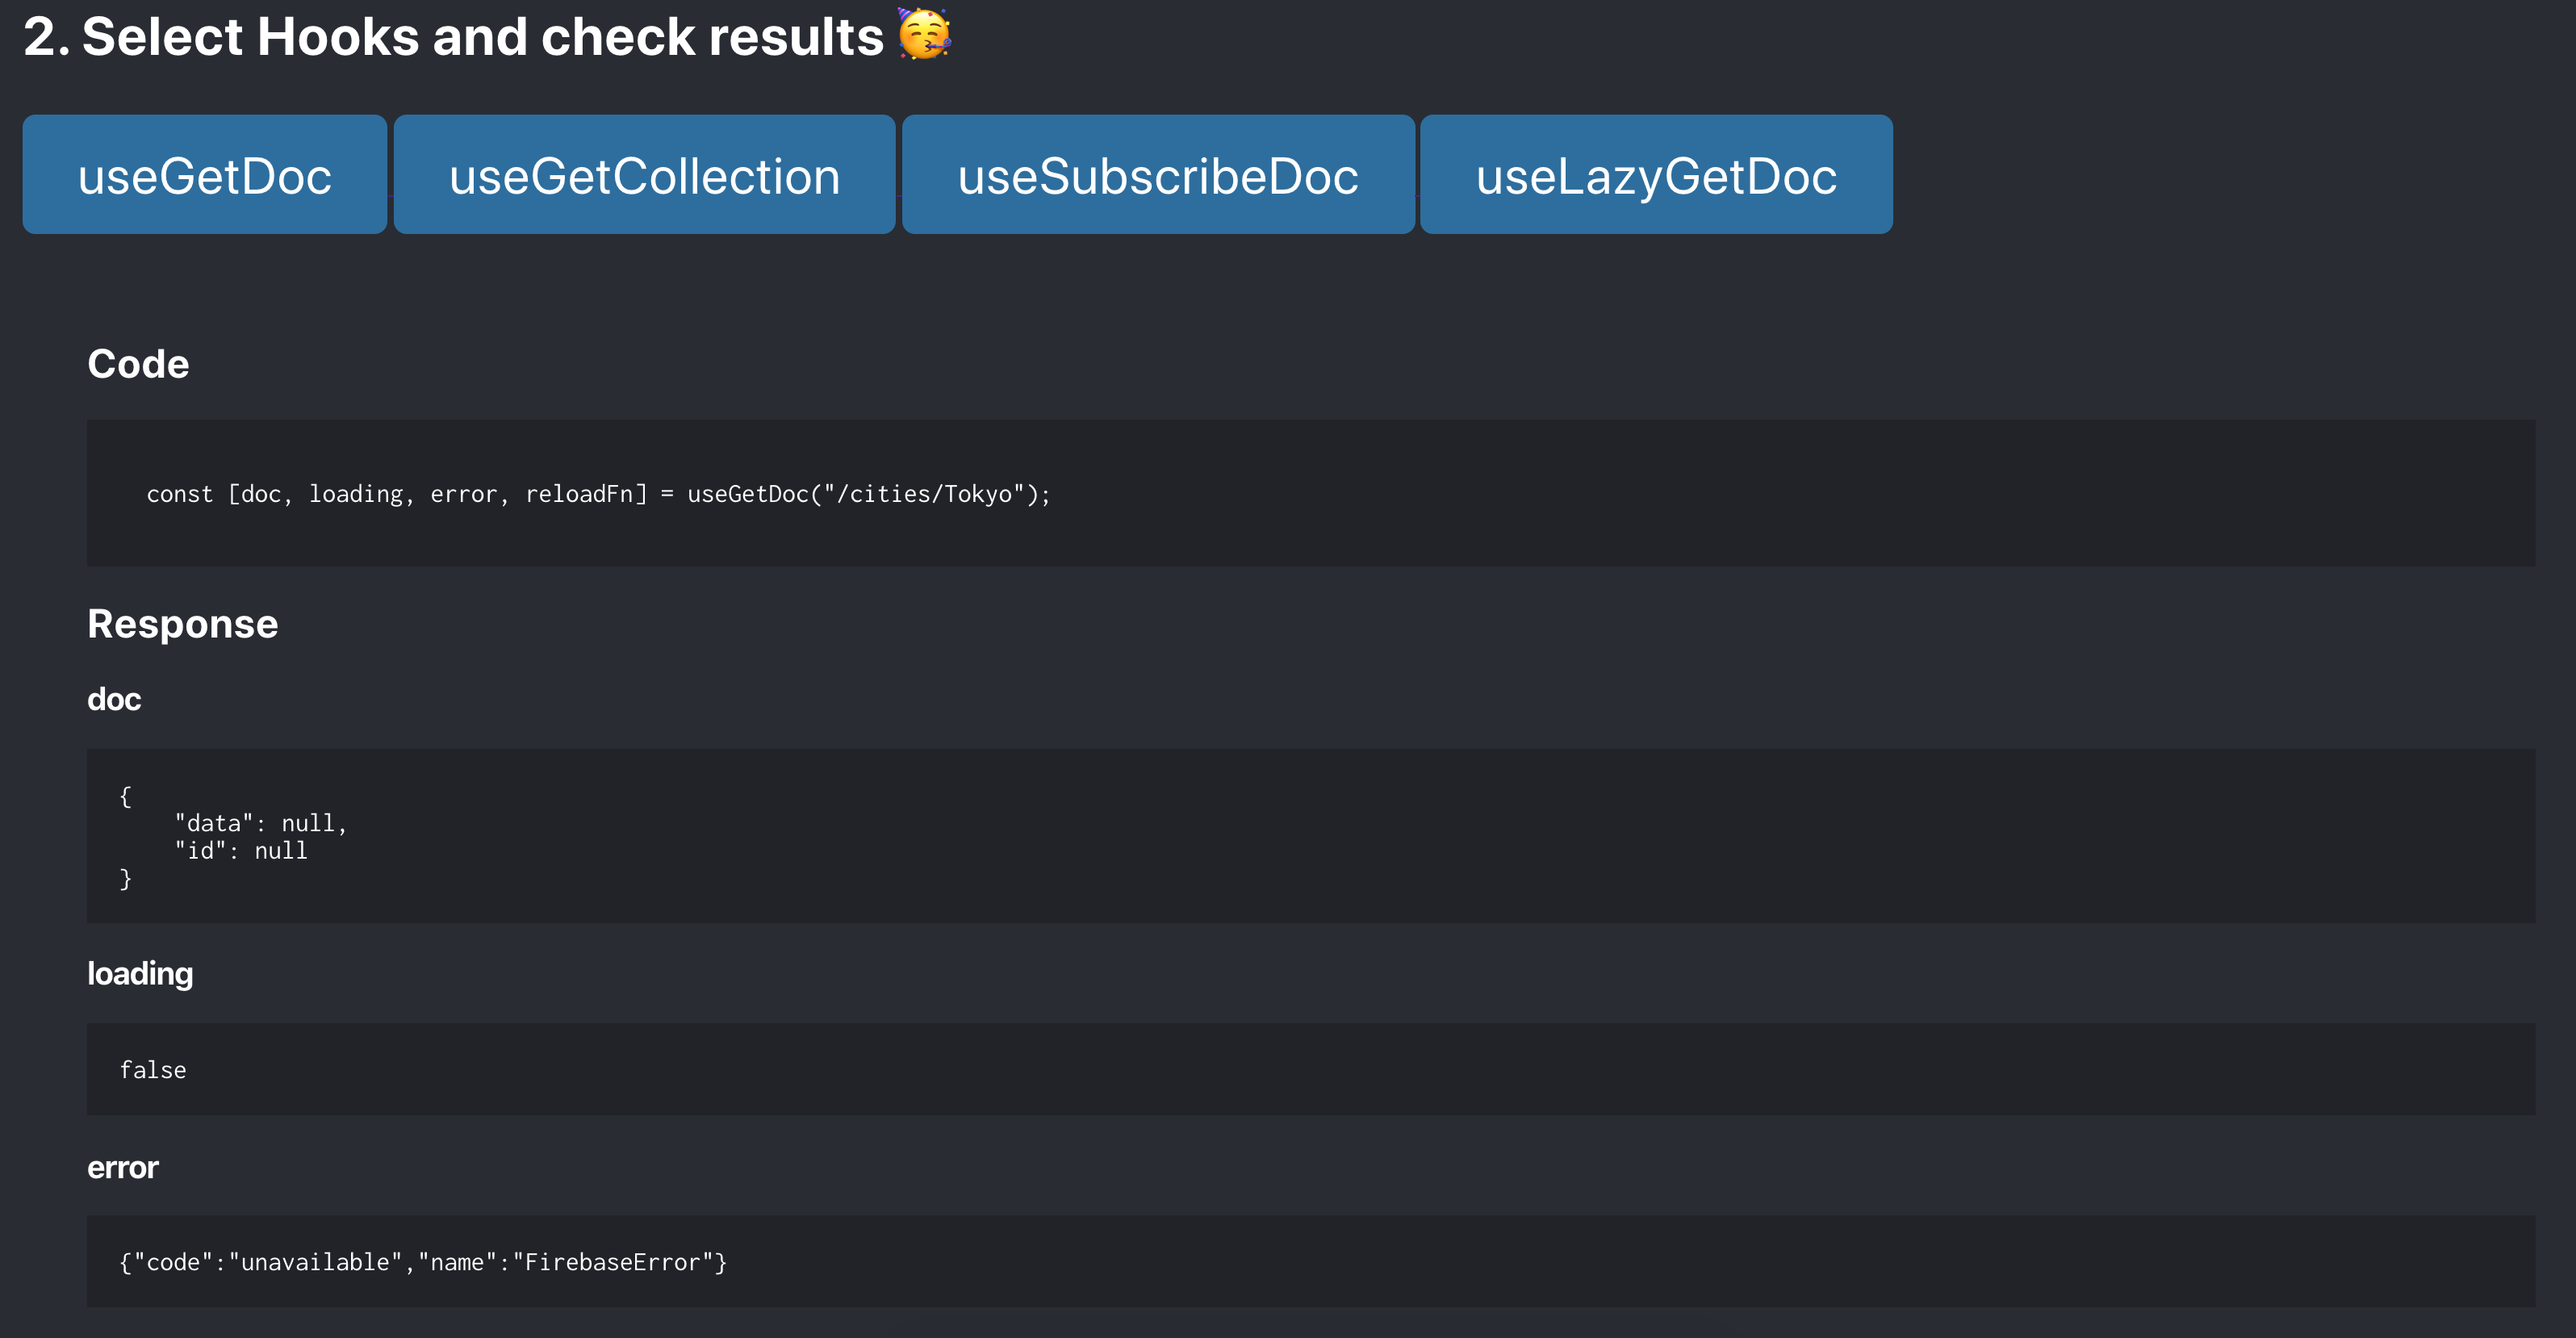 2. Select Hooks and check results 🥳
useGetDoc useGetCollection useSubscribeDoc useLazyGetDoc
Code
const [doc, loading, error, reloadFn] = useGetDoc("/cities/Tokyo");
Response
doc
{
"data": null,
"id": null
}
loading
false
error
{"code":"unavailable","name":"FirebaseError"}